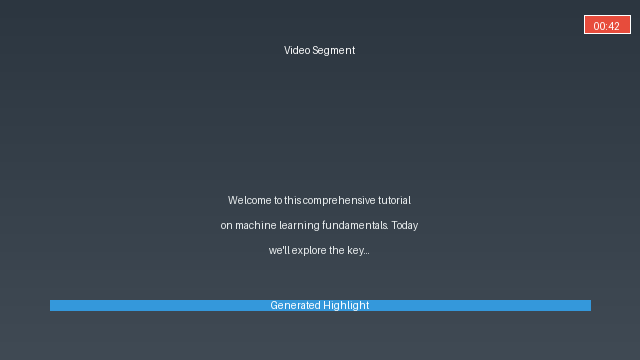 00:42
Video Segment
Welcome to this comprehensive tutorial
on machine learning fundamentals. Today
we'll explore the key...
Generated Highlight